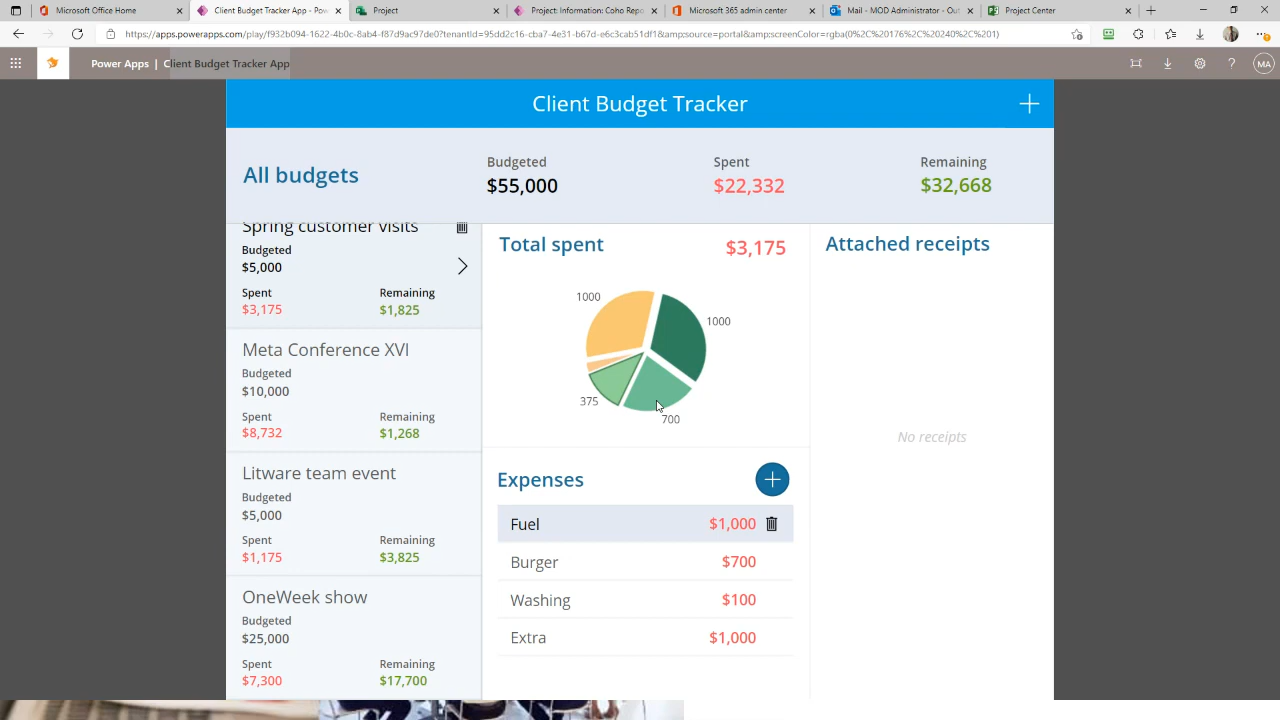 Microsoft Office Home
Client Budget Tracker App - Pow
Project
Project: Information: Coho Repo
Microsoft 365 admin center
Mail - MOD Administrator - Out
Project Center
https://apps.powerapps.com/play/f932b094-1622-4b0c-8ab4-f87d9ac97de0?tenantId=95dd2c16-cba7-4e31-b67d-e6c3cab51df1&amp;source=portal&amp;screenColor=rgba(0%2C%20176%2C%20240%2C%201)
Power Apps | Client Budget Tracker App
MA
Client Budget Tracker
All budgets
Budgeted
$55,000
Spent
$22,332
Remaining
$32,668
Spring customer visits
Budgeted
$5,000
Spent
$3,175
Remaining
$1,825
Meta Conference XVI
Budgeted
$10,000
Spent
$8,732
Remaining
$1,268
Litware team event
Budgeted
$5,000
Spent
$1,175
Remaining
$3,825
OneWeek show
Budgeted
$25,000
Spent
$7,300
Remaining
$17,700
Total spent
$3,175
1000
1000
375
700
Expenses
Fuel $1,000
Burger $700
Washing $100
Extra $1,000
Attached receipts
No receipts